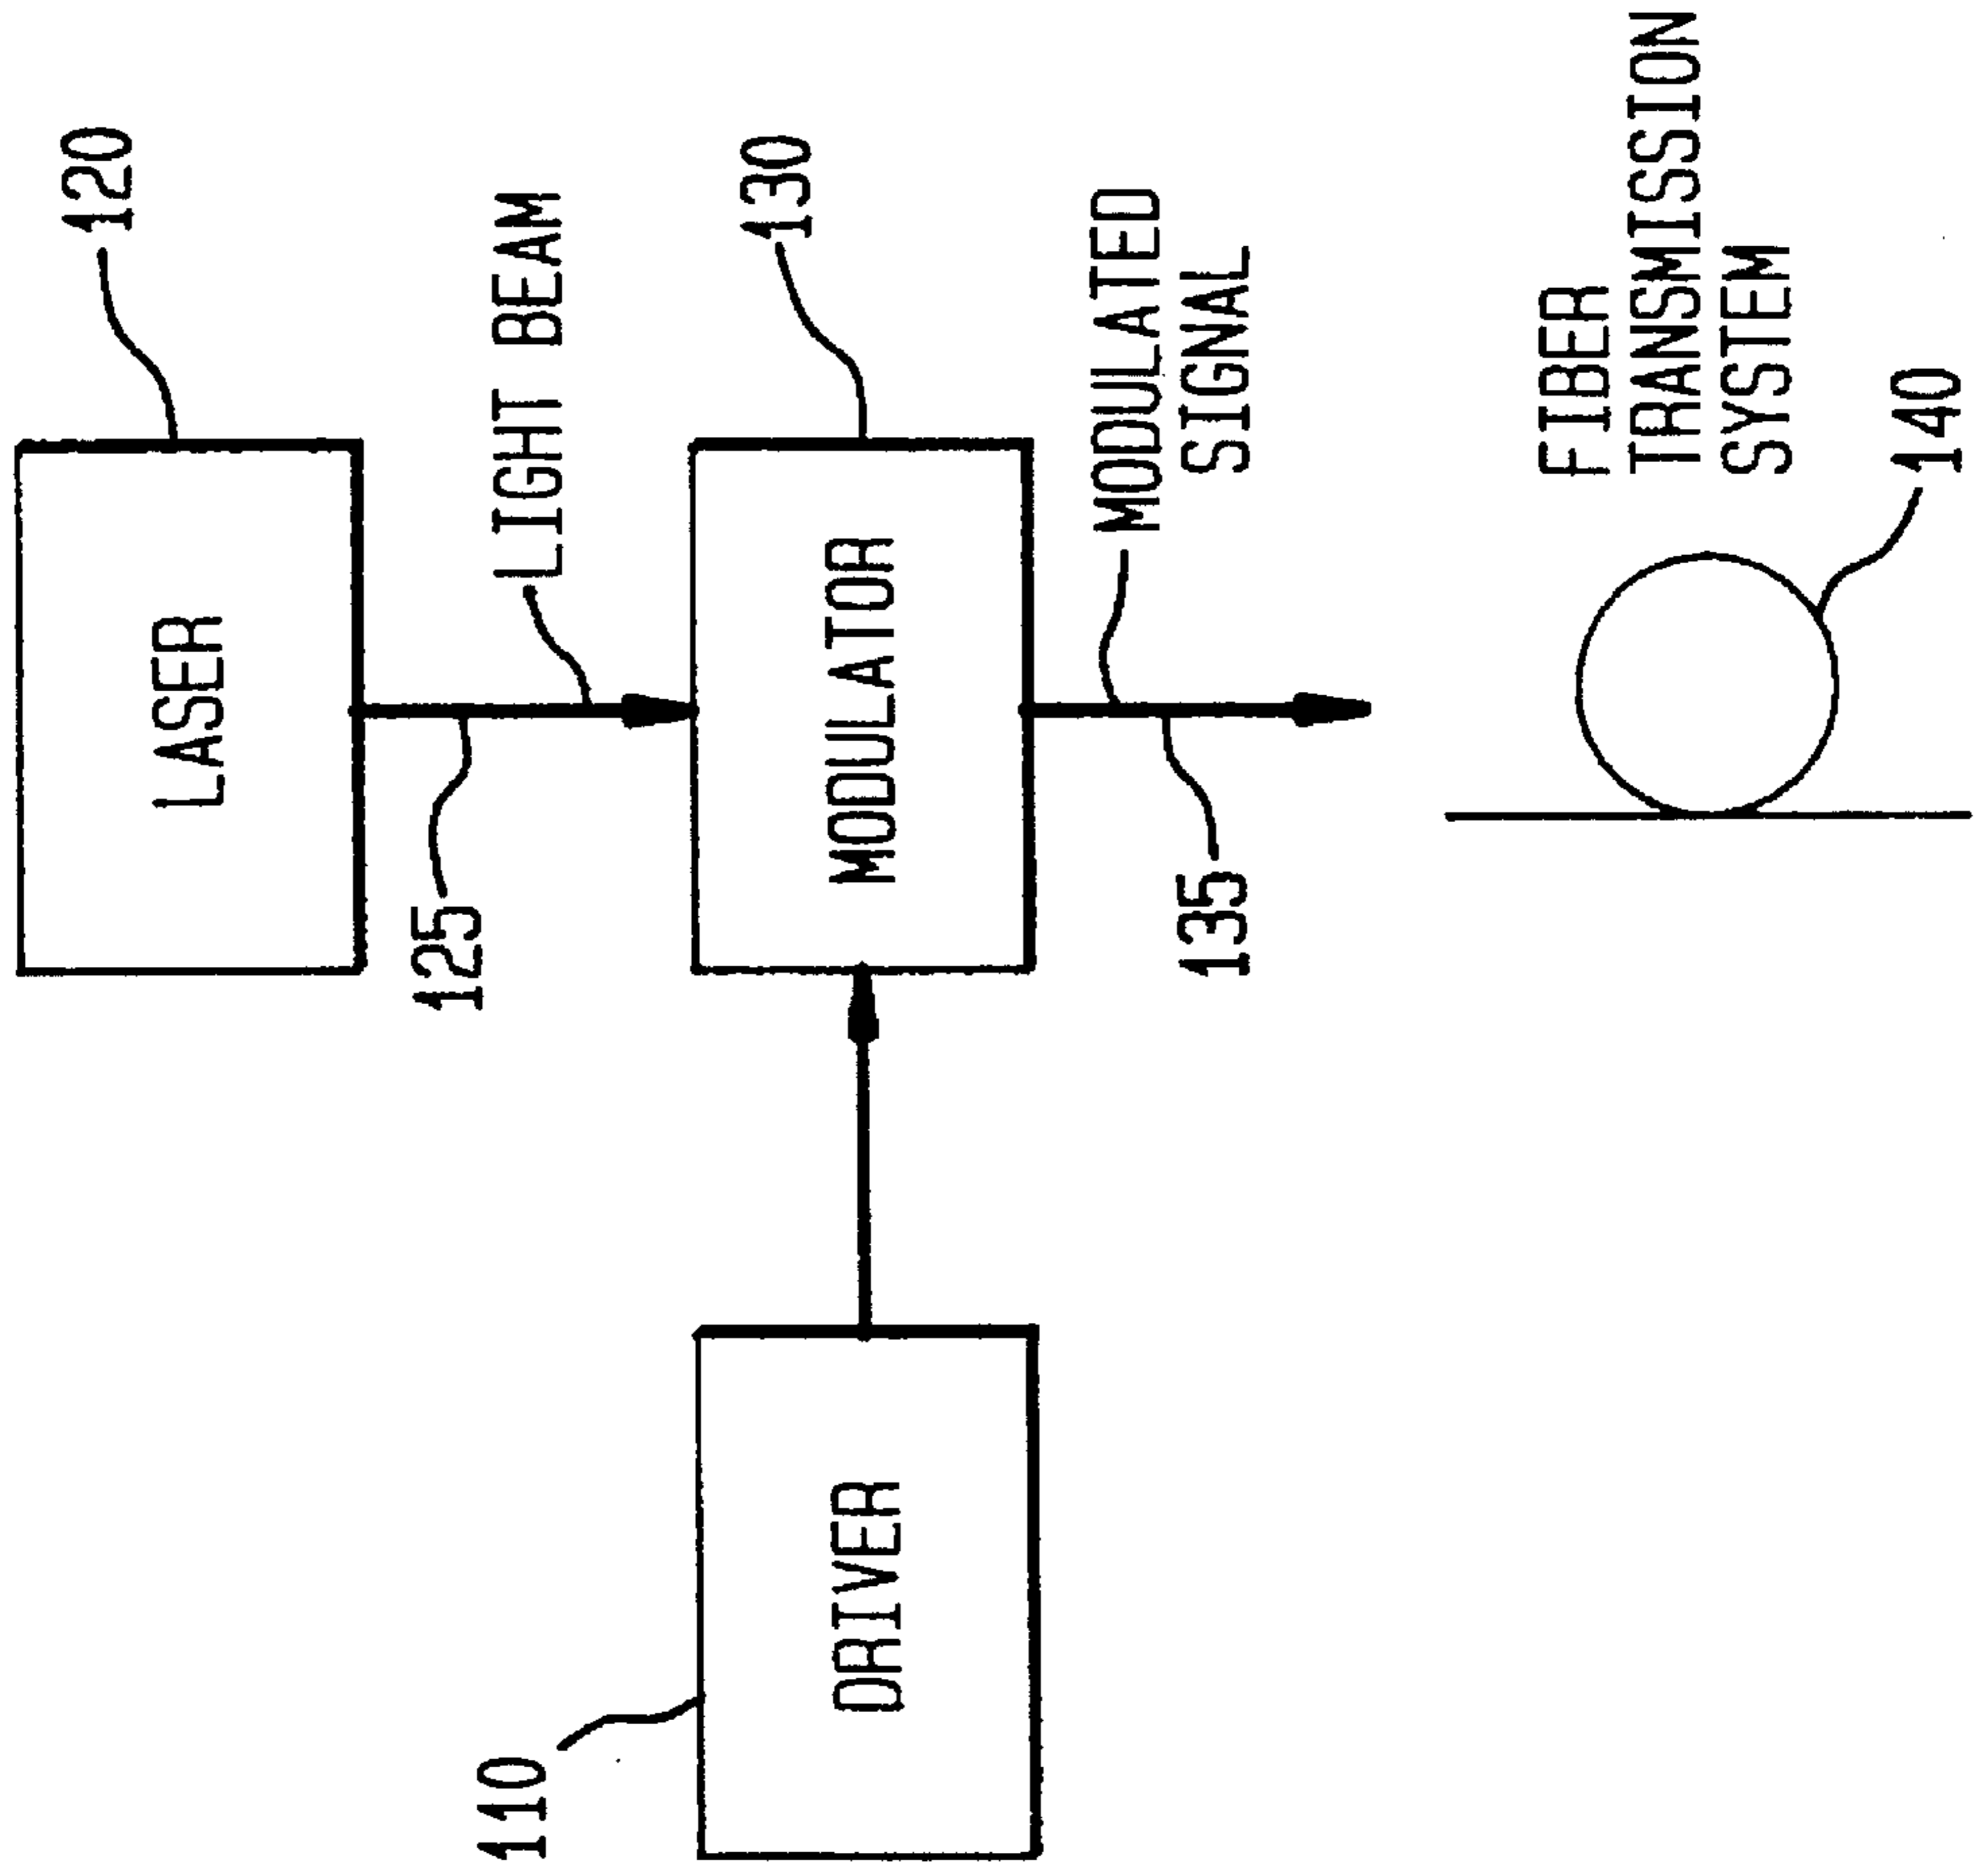 LASER
120
125
LIGHT BEAM
DRIVER
110
MODULATOR
130
135
MODULATED
SIGNAL
FIBER
TRANSMISSION
SYSTEM
140